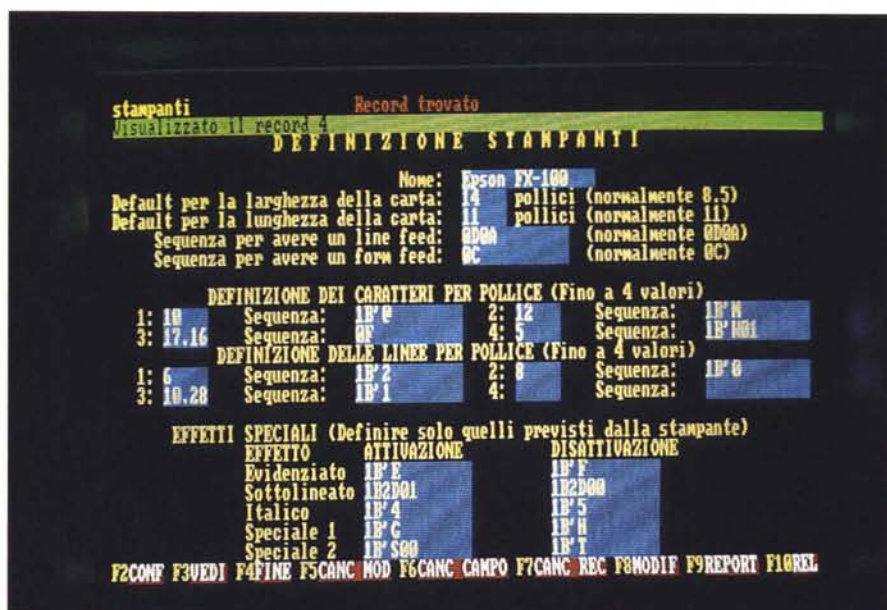 stampanti Record trovato
Visualizzato il record 4
DEFINIZIONE STAMPANTI
Nome: Epson FX-100
Default per la larghezza della carta: 14 pollici (normalmente 8.5)
Default per la lunghezza della carta: 11 pollici (normalmente 11)
Sequenza per avere un line feed: 0D0A (normalmente 0D0A)
Sequenza per avere un form feed: 0C (normalmente 0C)
DEFINIZIONE DEI CARATTERI PER POLLICE (Fino a 4 valori)
1: 10 Sequenza: 1B'@ 2: 12 Sequenza: 1B'M
3: 17.16 Sequenza: 0F 4: 5 Sequenza: 1B'W01
DEFINIZIONE DELLE LINEE PER POLLICE (Fino a 4 valori)
1: 6 Sequenza: 1B'2 2: 8 Sequenza: 1B'0
3: 10.28 Sequenza: 1B'1 4: Sequenza:
EFFETTI SPECIALI (Definire solo quelli previsti dalla stampante)
EFFETTO ATTIVAZIONE DISATTIVAZIONE
Evidenziato 1B'E 1B'F
Sottolineato 1B2D01 1B2D00
Italico 1B'4 1B'5
Speciale 1 1B'G 1B'H
Speciale 2 1B'S00 1B'T
F2CONF F3VEDI F4FINE F5CANC MOD F6CANC CAMPO F7CANC REC F8MODIF F9REPORT F10REL